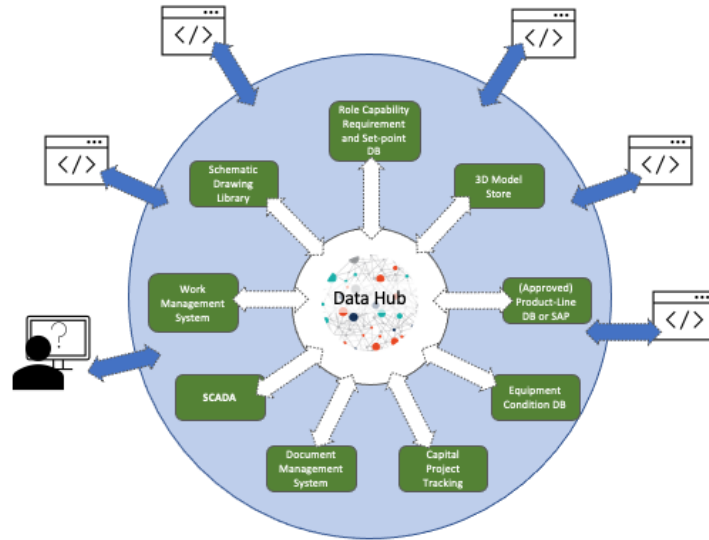 </>
</>
Role Capability
Requirement
and Set-point
DB
</>
</>
Schematic
Drawing
Library
3D Model
Store
Work
Management
System
Data Hub
(Approved)
Product-Line
DB or SAP
</>
?
SCADA
Equipment
Condition DB
Document
Management
System
Capital
Project
Tracking